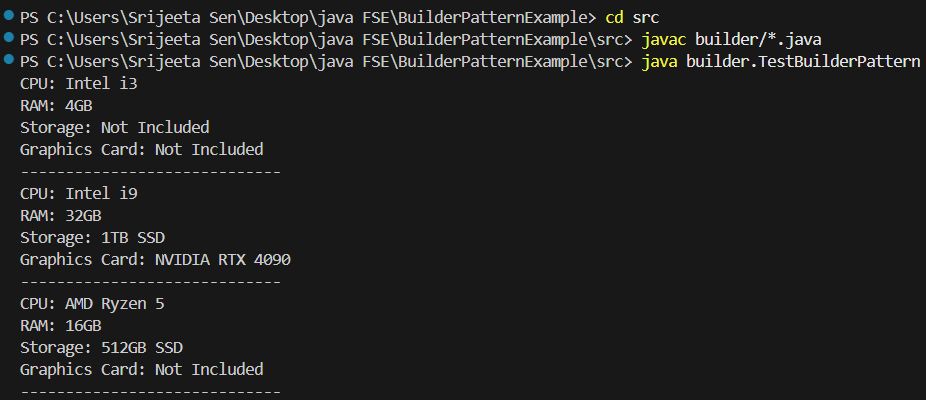 PS C:\Users\Srijeeta Sen\Desktop\java FSE\BuilderPatternExample> cd src
PS C:\Users\Srijeeta Sen\Desktop\java FSE\BuilderPatternExample\src> javac builder/*.java
PS C:\Users\Srijeeta Sen\Desktop\java FSE\BuilderPatternExample\src> java builder.TestBuilderPattern
CPU: Intel i3
RAM: 4GB
Storage: Not Included
Graphics Card: Not Included
-----------------------------
CPU: Intel i9
RAM: 32GB
Storage: 1TB SSD
Graphics Card: NVIDIA RTX 4090
-----------------------------
CPU: AMD Ryzen 5
RAM: 16GB
Storage: 512GB SSD
Graphics Card: Not Included
-----------------------------